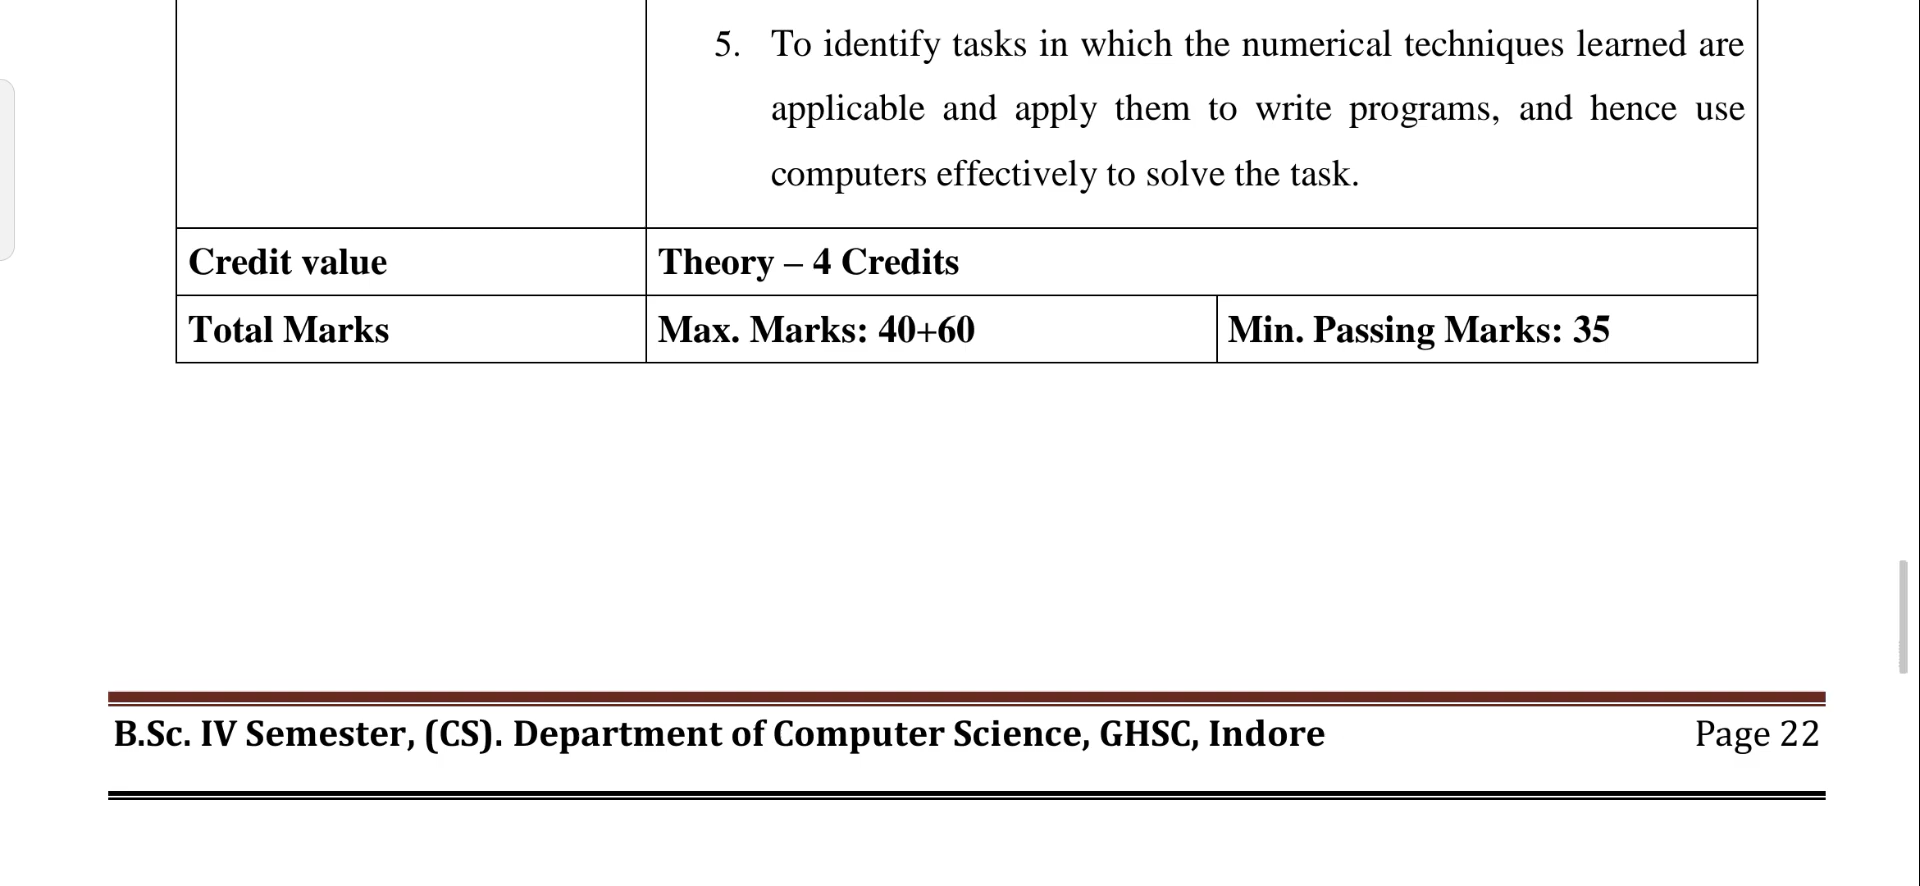 5. To identify tasks in which the numerical techniques learned are
applicable and apply them to write programs, and hence use
computers effectively to solve the task.
Credit value
Theory – 4 Credits
Total Marks
Max. Marks: 40+60
Min. Passing Marks: 35
B.Sc. IV Semester, (CS). Department of Computer Science, GHSC, Indore
Page 22